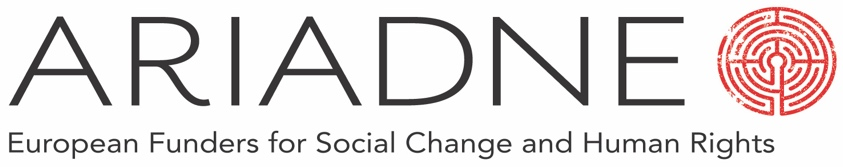 ARIADNE
European Funders for Social Change and Human Rights